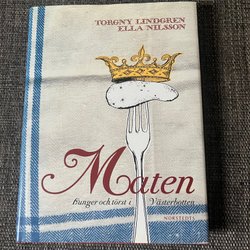 TORGNY LINDGREN
ELLA NILSSON
Maten
Hunger och törst i Västerbotten
NORSTEDTS